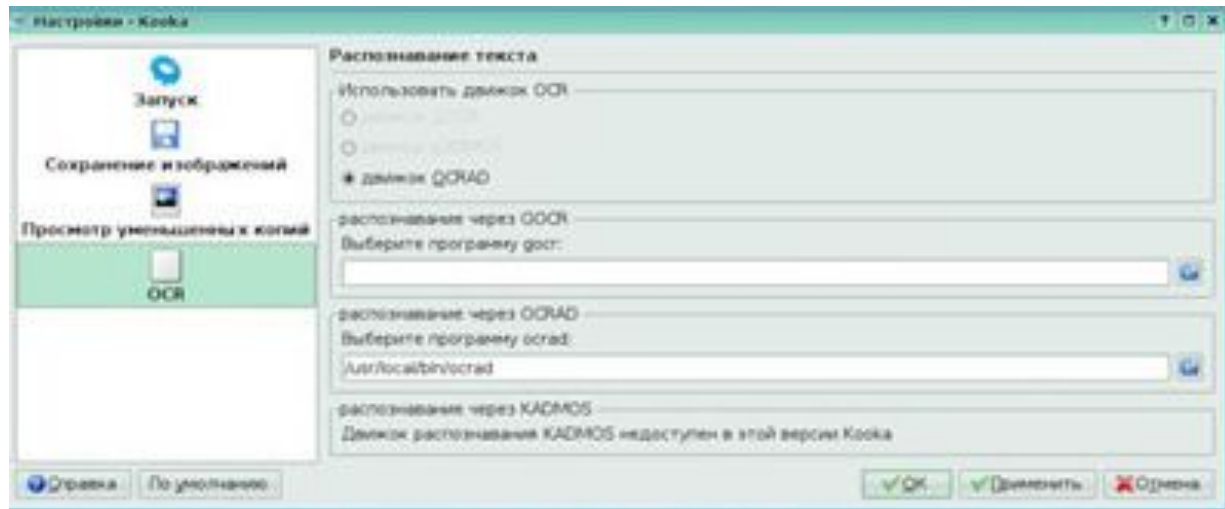 Настройки - Kooka
Запуск
Сохранение изображений
Просмотр уменьшенных копий
OCR
Распознавание текста
Использовать движок OCR
движок OCRAD
распознавание через GOCR
Выберите программу gocr:
распознавание через OCRAD
Выберите программу ocrad:
/usr/local/bin/ocrad
распознавание через KADMOS
Движок распознавания KADMOS недоступен в этой версии Kooka
Справка По умолчанию OK Применить Отмена